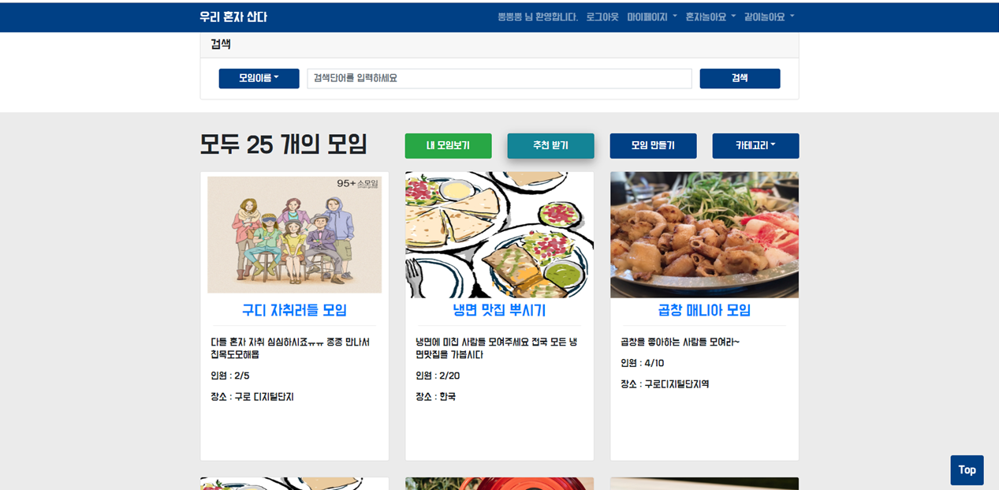 우리 혼자 산다
뿡뿡뿡 님 환영합니다. 로그아웃 마이페이지 혼자놀아요 같이놀아요
검색
모임이름 검색단어를 입력하세요 검색
모두 25 개의 모임
내 모임보기 추천 받기 모임 만들기 카테고리
95+소모임
구디 자취러들 모임
다들 혼자 자취 심심하시죠ㅠㅠ 종종 만나서
친목도모해욥
인원 : 2/5
장소 : 구로 디지털단지
냉면 맛집 뿌시기
냉면에 미친 사람들 모여주세요 전국 모든 냉
면맛집을 가봅시다
인원 : 2/20
장소 : 한국
곱창 매니아 모임
곱창을 좋아하는 사람들 모여라~
인원 : 4/10
장소 : 구로디지털단지역
Top